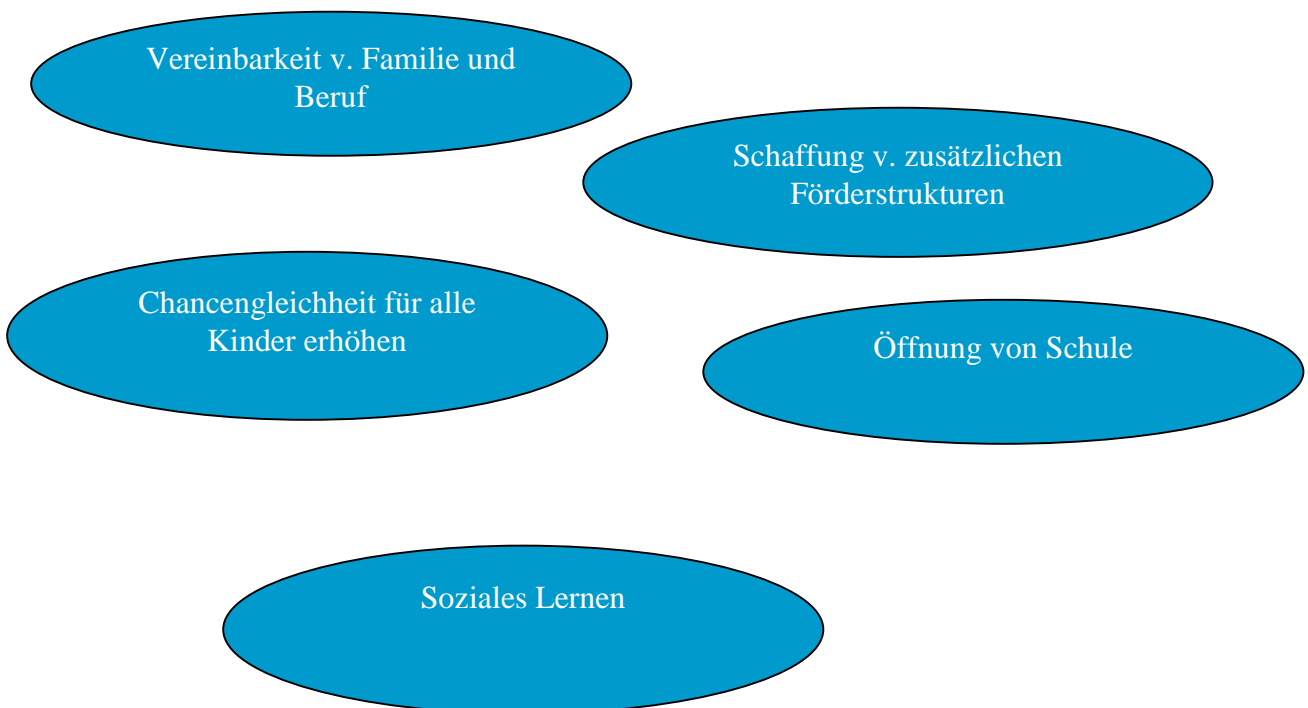 Vereinbarkeit v. Familie und
Beruf
Schaffung v. zusätzlichen
Förderstrukturen
Chancengleichheit für alle
Kinder erhöhen
Öffnung von Schule
Soziales Lernen